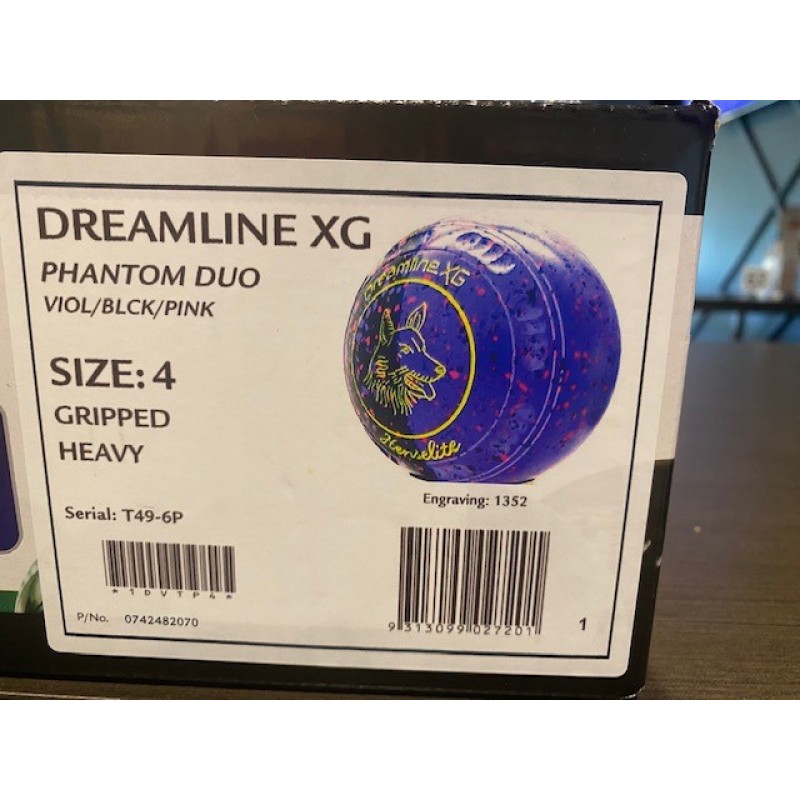 DREAMLINE XG
PHANTOM DUO
VIOL/BLCK/PINK
SIZE: 4
GRIPPED
HEAVY
Dreamline XG
Henselite
Engraving: 1352
Serial: T49-6P
*1DVTP4*
P/No. 0742482070
9 313099 027201
1